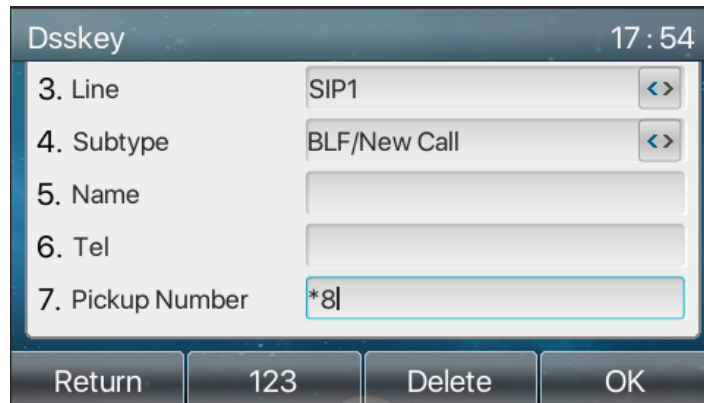 Dsskey 17:54
3. Line SIP1 <>
4. Subtype BLF/New Call <>
5. Name
6. Tel
7. Pickup Number *8
Return 123 Delete OK